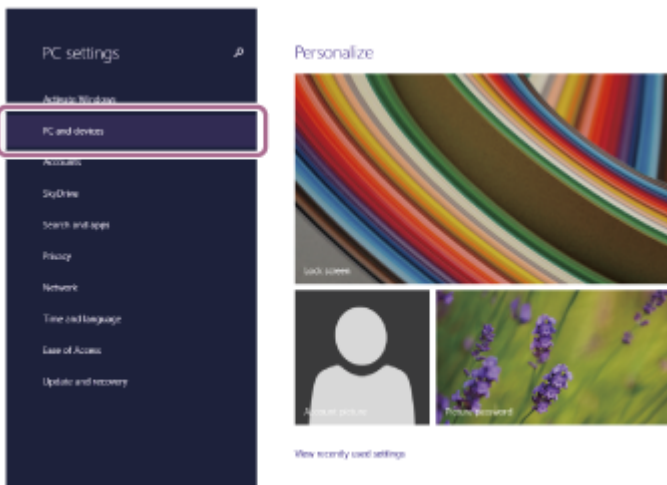 PC settings
Activate Windows
PC and devices
Accounts
SkyDrive
Search and apps
Privacy
Network
Time and language
Ease of Access
Update and recovery
Personalize
Lock screen
Account picture
Picture password
View recently used settings